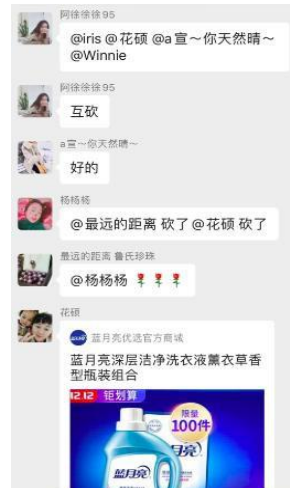 阿徐徐徐95
@iris @花硕 @a宣～你天然晴～
@Winnie
阿徐徐徐95
互砍
a宣～你天然晴～
好的
杨杨杨
@最远的距离 砍了@花硕 砍了
最远的距离 鲁氏珍珠
@杨杨杨 🌹🌹🌹
花硕
蓝月亮优选官方商城
蓝月亮深层洁净洗衣液薰衣草香
型瓶装组合
12.12 钜划算
限量
100件
蓝月亮
月亮